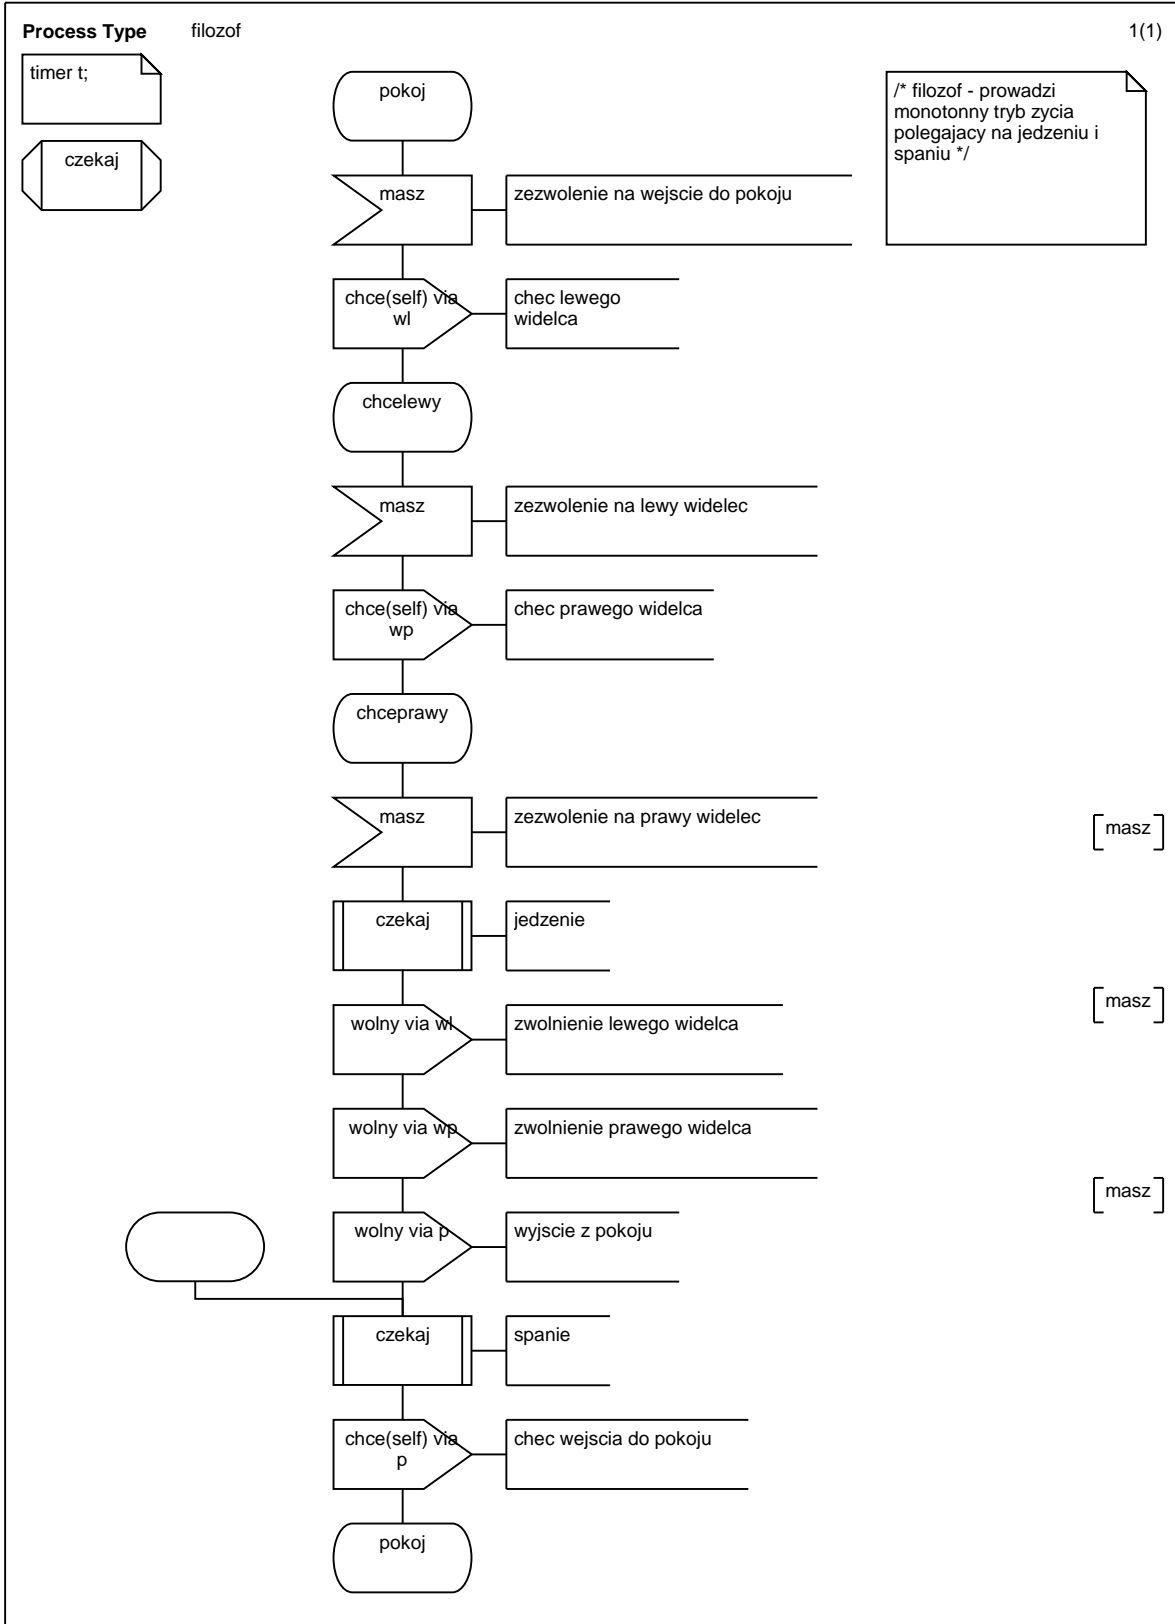 Process Type filozof 1(1)
timer t;
czekaj
/* filozof - prowadzi
monotonny tryb zycia
polegajacy na jedzeniu i
spaniu */
pokoj
masz
zezwolenie na wejscie do pokoju
chce(self) via
wl
chec lewego
widelca
chcelewy
masz
zezwolenie na lewy widelec
chce(self) via
wp
chec prawego widelca
chceprawy
masz
zezwolenie na prawy widelec
masz
czekaj
jedzenie
masz
wolny via wl
zwolnienie lewego widelca
wolny via wp
zwolnienie prawego widelca
masz
wolny via p
wyjscie z pokoju
czekaj
spanie
chce(self) via
p
chec wejscia do pokoju
pokoj